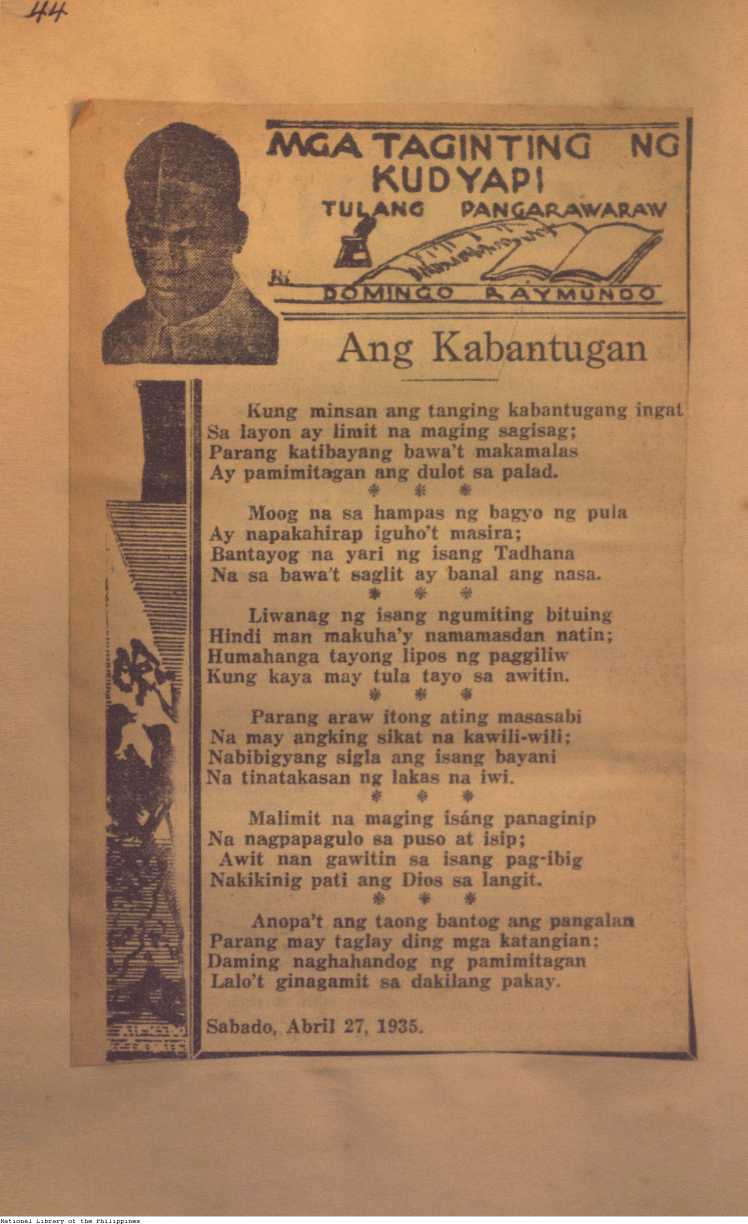 44
MGA TAGINTING NG
KUDYAPI
TULANG PANGARAWARAW
NI
DOMINGO RAYMUNDO
Ang Kabantugan
Kung minsan ang tanging kabantugang ingat
Sa layon ay limit na maging sagisag;
Parang katibayang bawa't makamalas
Ay pamimitagan ang dulot sa palad.
* * *
Moog na sa hampas ng bagyo ng pula
Ay napakahirap iguho't masira;
Bantayog na yari ng isang Tadhana
Na sa bawa't saglit ay banal ang nasa.
* * *
Liwanag ng isang ngumiting bituing
Hindi man makuha'y namamasdan natin;
Humahanga tayong lipos ng paggiliw
Kung kaya may tula tayo sa awitin.
* * *
Parang araw itong ating masasabi
Na may angking sikat na kawili-wili;
Nabibigyang sigla ang isang bayani
Na tinatakasan ng lakas na iwi.
* * *
Malimit na maging isáng panaginip
Na nagpapagulo sa puso at isip;
Awit nan gawitin sa isang pag-ibig
Nakikinig pati ang Dios sa langit.
* * *
Anopa't ang taong bantog ang pangalan
Parang may taglay ding mga katangian;
Daming naghahandog ng pamimitagan
Lalo't ginagamit sa dakilang pakay.
Sabado, Abril 27, 1935.
National Library of the Philippines